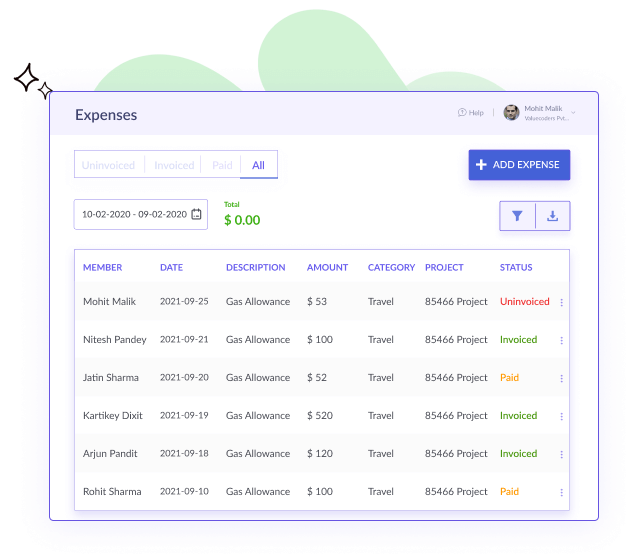 Expenses
Help
Mohit Malik
Valuecoders Pvt...
Uninvoiced Invoiced Paid All
ADD EXPENSE
10-02-2020 - 09-02-2020
Total
$ 0.00
MEMBER DATE DESCRIPTION AMOUNT CATEGORY PROJECT STATUS
Mohit Malik 2021-09-25 Gas Allowance $ 53 Travel 85466 Project Uninvoiced
Nitesh Pandey 2021-09-21 Gas Allowance $ 100 Travel 85466 Project Invoiced
Jatin Sharma 2021-09-20 Gas Allowance $ 52 Travel 85466 Project Paid
Kartikey Dixit 2021-09-19 Gas Allowance $ 520 Travel 85466 Project Invoiced
Arjun Pandit 2021-09-18 Gas Allowance $ 120 Travel 85466 Project Invoiced
Rohit Sharma 2021-09-10 Gas Allowance $ 100 Travel 85466 Project Paid